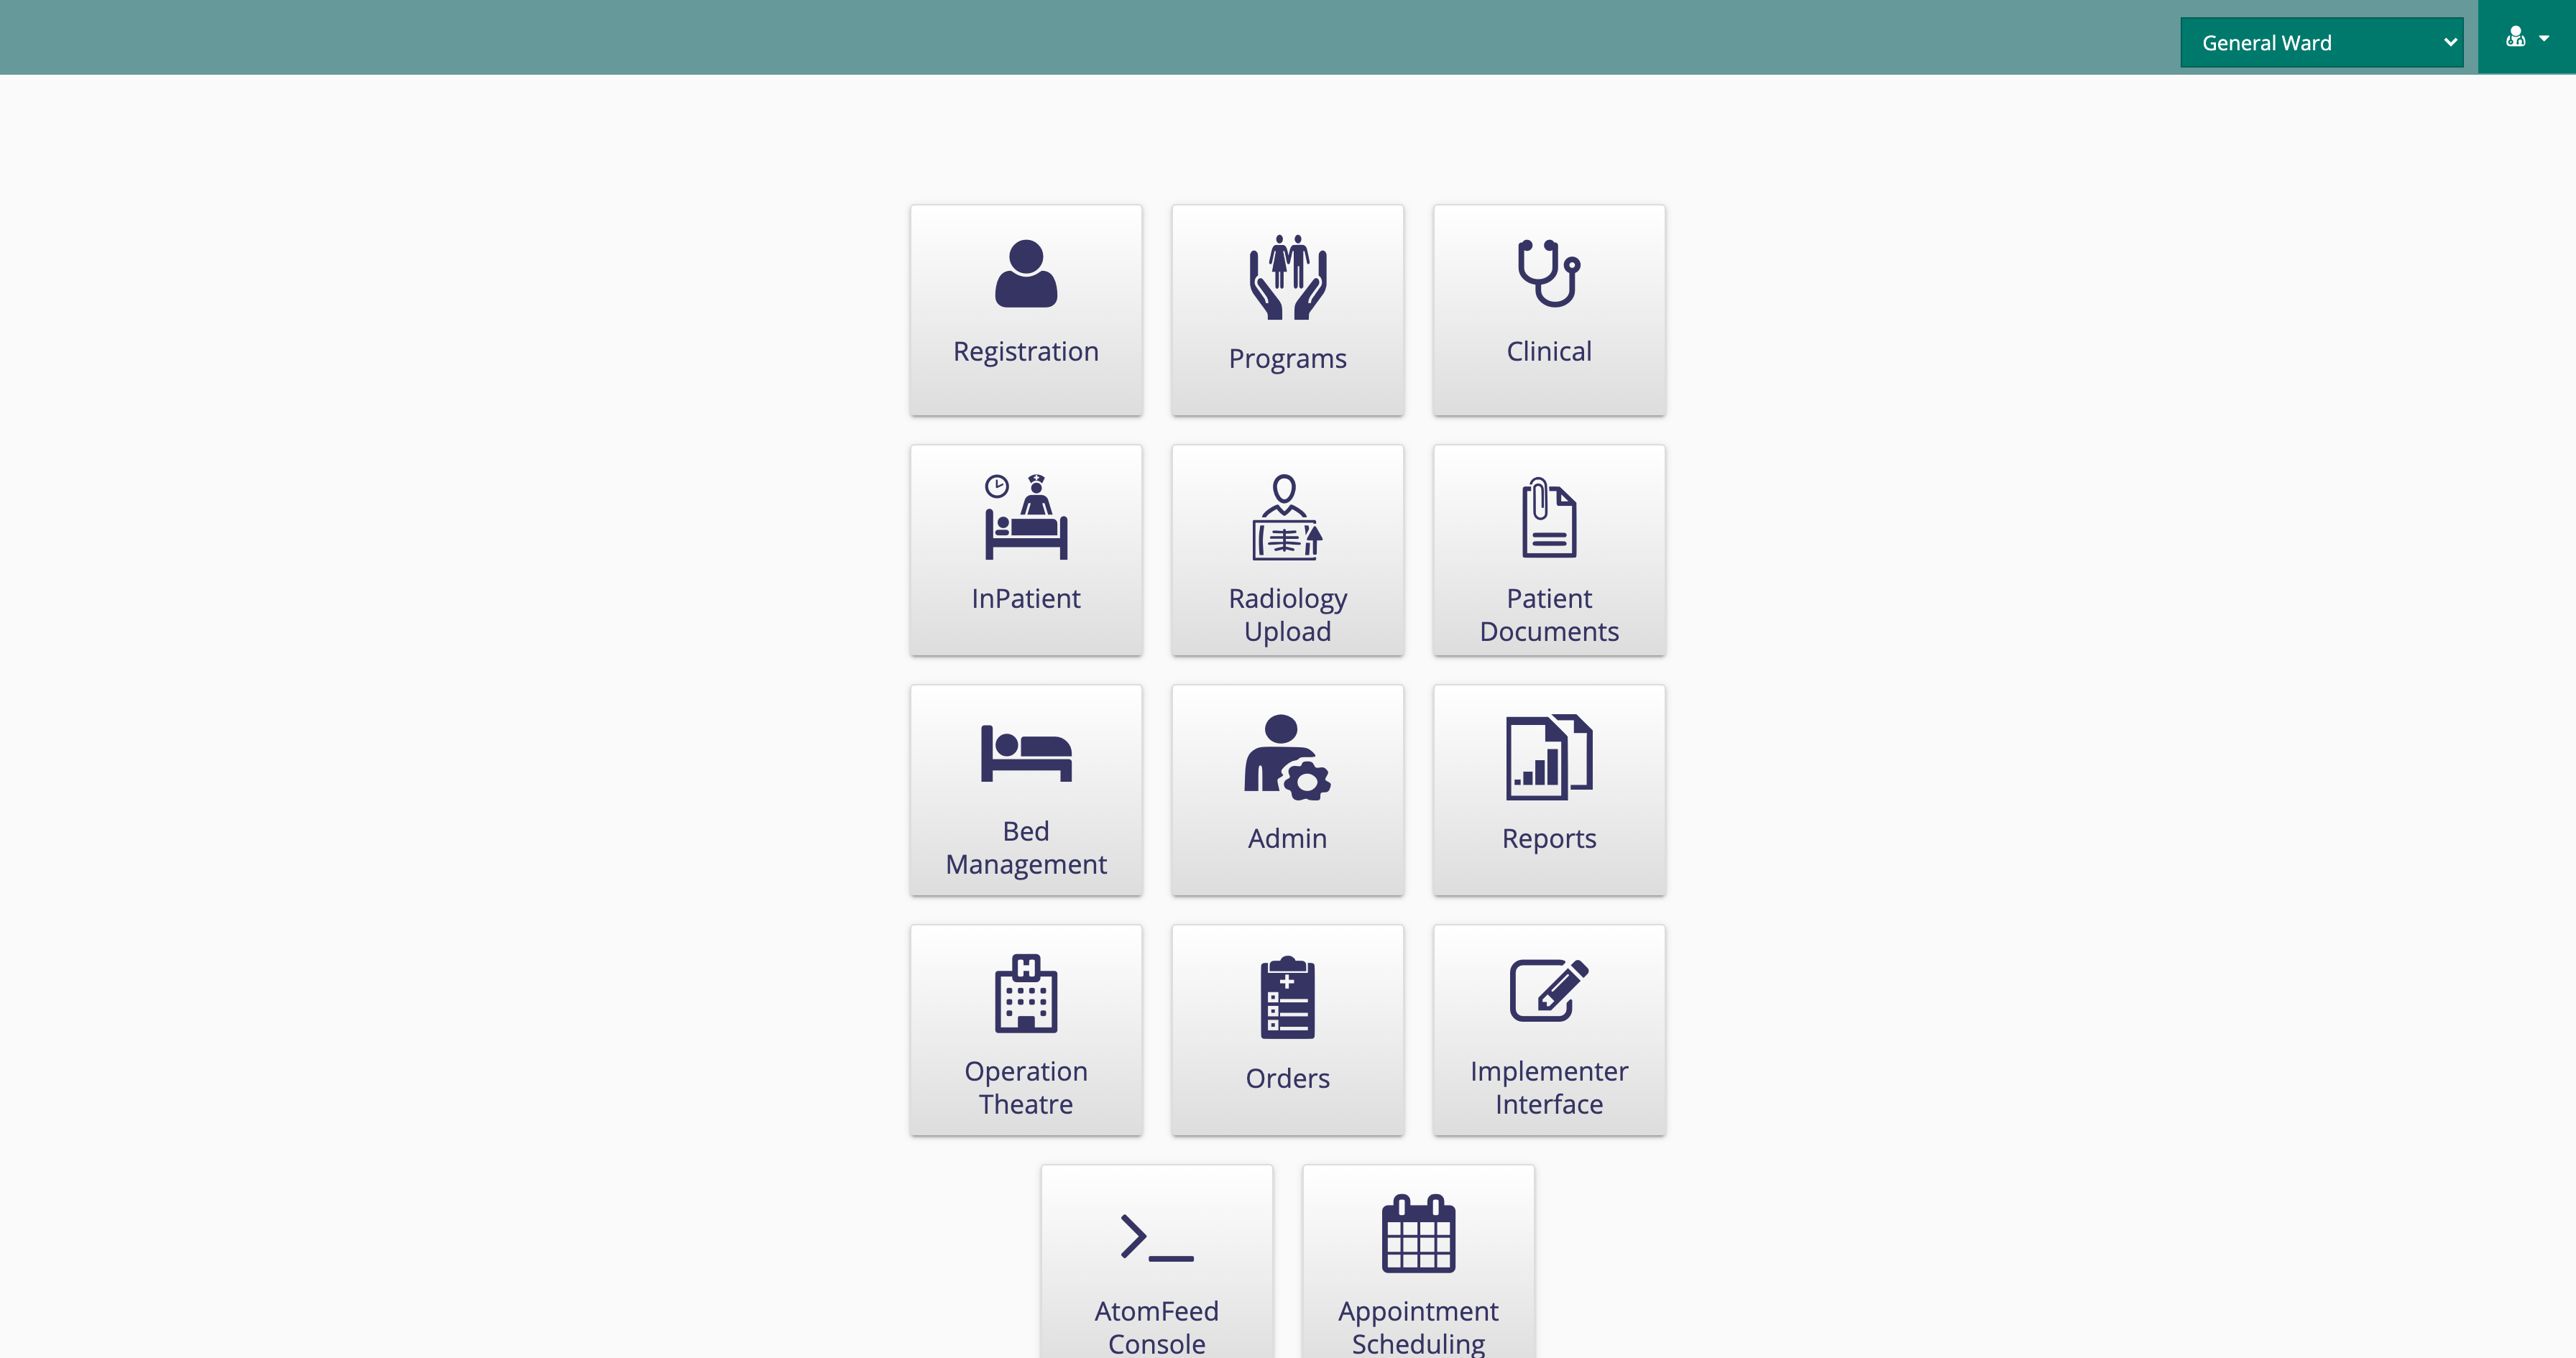 General Ward
Registration
Programs
Clinical
InPatient
Radiology
Upload
Patient
Documents
Bed
Management
Admin
Reports
Operation
Theatre
Orders
Implementer
Interface
AtomFeed
Console
Appointment
Scheduling